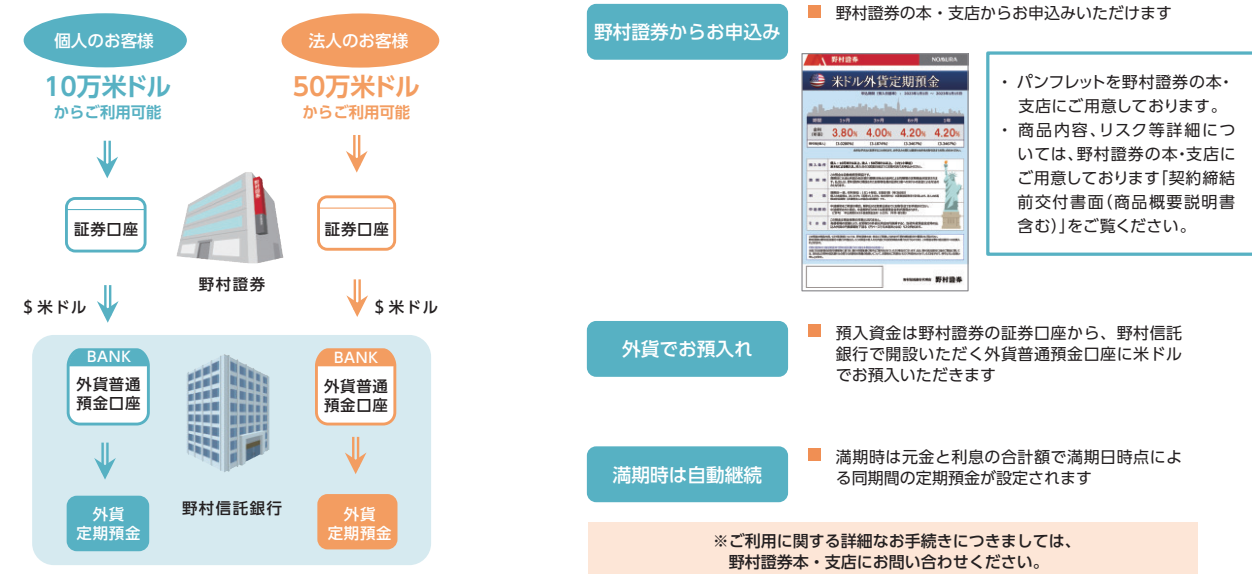 個人のお客様
10万米ドル
からご利用可能
法人のお客様
50万米ドル
からご利用可能
証券口座
野村證券
証券口座
$ 米ドル
$ 米ドル
BANK
外貨普通
預金口座
BANK
外貨普通
預金口座
外貨
定期預金
野村信託銀行
外貨
定期預金
野村證券からお申込み
野村證券の本・支店からお申込みいただけます
野村證券
NOMURA
米ドル外貨定期預金
1ヶ月 3ヶ月 6ヶ月 1年
3.80% 4.00% 4.20% 4.20%
野村證券
・ パンフレットを野村證券の本・
支店にご用意しております。
・ 商品内容、リスク等詳細につ
いては、野村證券の本・支店に
ご用意しております「契約締結
前交付書面(商品概要説明書
含む)」をご覧ください。
外貨でお預入れ
預入資金は野村證券の証券口座から、野村信託
銀行で開設いただく外貨普通預金口座に米ドル
でお預入いただきます
満期時は自動継続
満期時は元金と利息の合計額で満期日時点によ
る同期間の定期預金が設定されます
※ご利用に関する詳細なお手続きにつきましては、
野村證券本・支店にお問い合わせください。